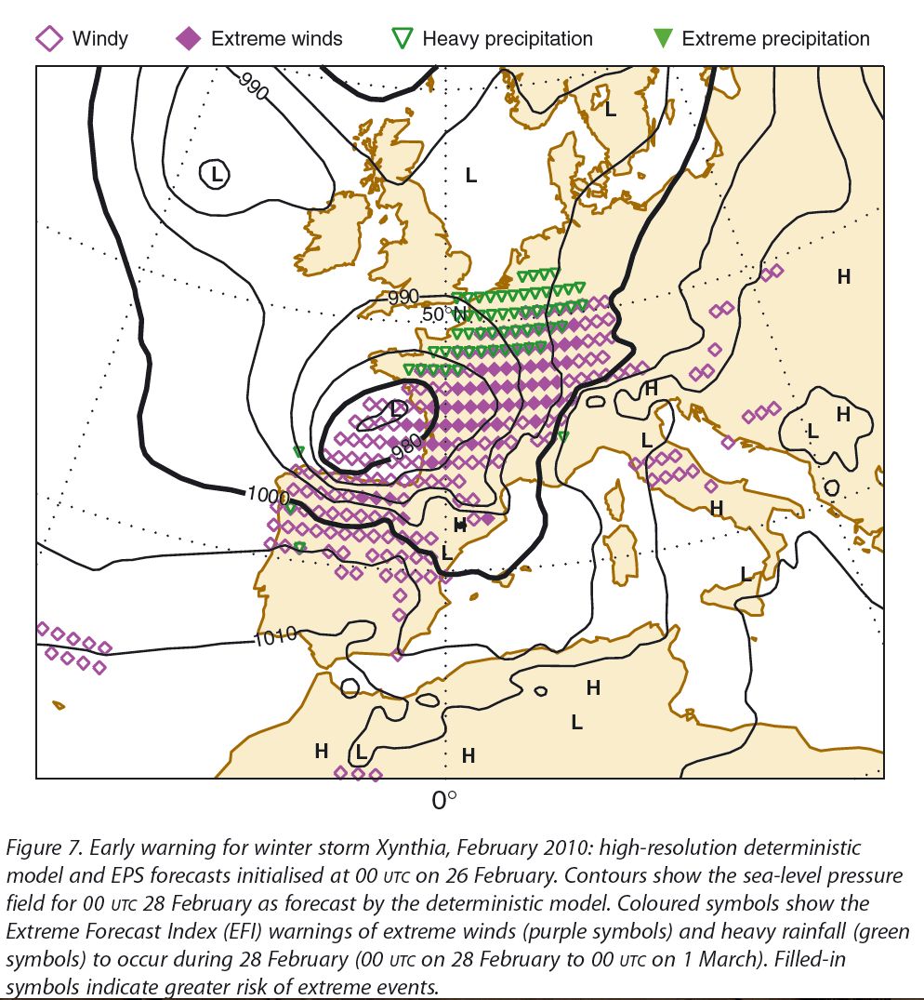 Windy Extreme winds Heavy precipitation Extreme precipitation
990
L
L
L
H
990
50°N
H
L
H
L
L
980
1000
H
H
L
L
1010
H
L
H
L
H
0°
Figure 7. Early warning for winter storm Xynthia, February 2010: high-resolution deterministic
model and EPS forecasts initialised at 00 UTC on 26 February. Contours show the sea-level pressure
field for 00 UTC 28 February as forecast by the deterministic model. Coloured symbols show the
Extreme Forecast Index (EFI) warnings of extreme winds (purple symbols) and heavy rainfall (green
symbols) to occur during 28 February (00 UTC on 28 February to 00 UTC on 1 March). Filled-in
symbols indicate greater risk of extreme events.